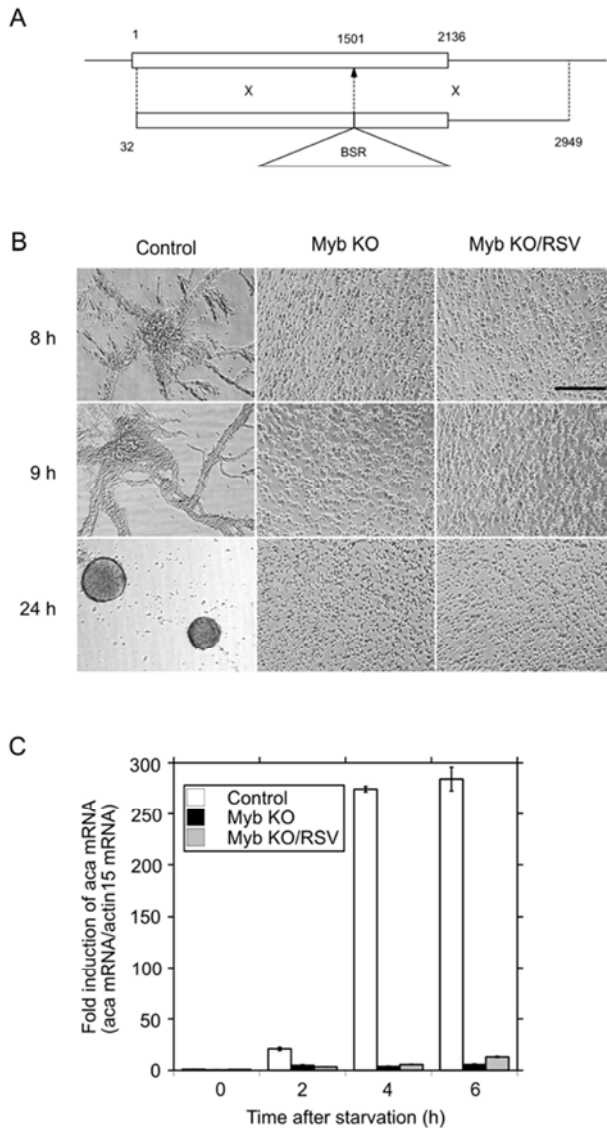 A
1 1501 2136
X X
32 2949
BSR
B
Control Myb KO Myb KO/RSV
8 h
9 h
24 h
C
Fold induction of aca mRNA
(aca mRNA/actin15 mRNA)
300
250
200
150
100
50
0
Control
Myb KO
Myb KO/RSV
0 2 4 6
Time after starvation (h)